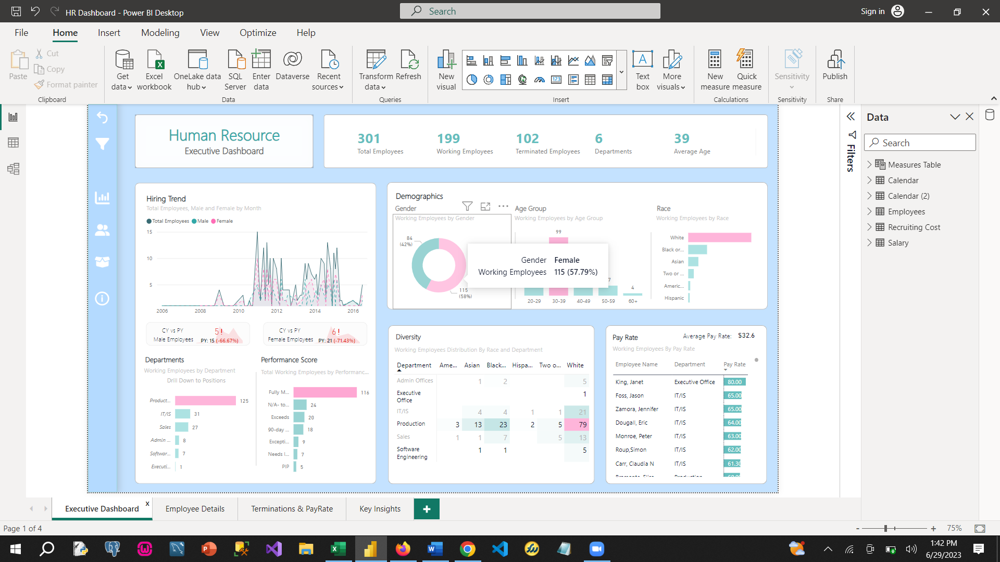 HR Dashboard - Power BI Desktop
Search
Sign in
File Home Insert Modeling View Optimize Help
Paste
Cut
Copy
Format painter
Clipboard
Get data
Excel workbook
OneLake data hub
SQL Server
Enter data
Dataverse
Recent sources
Data
Transform data
Refresh
Queries
New visual
Text box
More visuals
Insert
New measure
Quick measure
Calculations
Sensitivity
Sensitivity
Publish
Share
Human Resource
Executive Dashboard
301
Total Employees
199
Working Employees
102
Terminated Employees
6
Departments
39
Average Age
Hiring Trend
Total Employees, Male and Female by Month
Total Employees Male Female
15
10
5
2006 2008 2010 2012 2014 2016
CY vs PY
Male Employees
5!
PY: 15 (-66.67%)
CY vs PY
Female Employees
6!
PY: 21 (-71.43%)
Departments
Working Employees by Department
Drill Down to Positions
Product... 125
IT/IS 31
Sales 27
Admin ... 8
Softwar... 7
Executi... 1
Performance Score
Total Working Employees by Performanc...
Fully M... 116
N/A- to... 24
Exceeds 20
90-day ... 18
Excepti... 9
Needs I... 7
PIP 5
Demographics
Gender
Working Employees by Gender
84
(42%)
115
(58%)
Gender Female
Working Employees 115 (57.79%)
Age Group
Working Employees by Age Group
99
7
4
20-29 30-39 40-49 50-59 60+
Race
Working Employees by Race
White
Black or...
Asian
Two or ...
Americ...
Hispanic
Diversity
Working Employees Distribution By Race and Department
Department Ame... Asian Black... Hispa... Two o... White
Admin Offices 1 2 5
Executive Office 1
IT/IS 4 4 1 1 21
Production 3 13 23 2 5 79
Sales 1 1 7 5 13
Software Engineering 1 1 5
Pay Rate
Average Pay Rate: $32.6
Working Employees By Pay Rate
Employee Name Department Pay Rate
King, Janet Executive Office 80.00
Foss, Jason IT/IS 65.00
Zamora, Jennifer IT/IS 65.00
Dougall, Eric IT/IS 64.00
Monroe, Peter IT/IS 63.00
Roup,Simon IT/IS 62.00
Carr, Claudia N IT/IS 61.30
Filters
Data
Search
Measures Table
Calendar
Calendar (2)
Employees
Recruiting Cost
Salary
Executive Dashboard x
Employee Details
Terminations & PayRate
Key Insights
+
Page 1 of 4
- + 75%
1:42 PM
6/29/2023